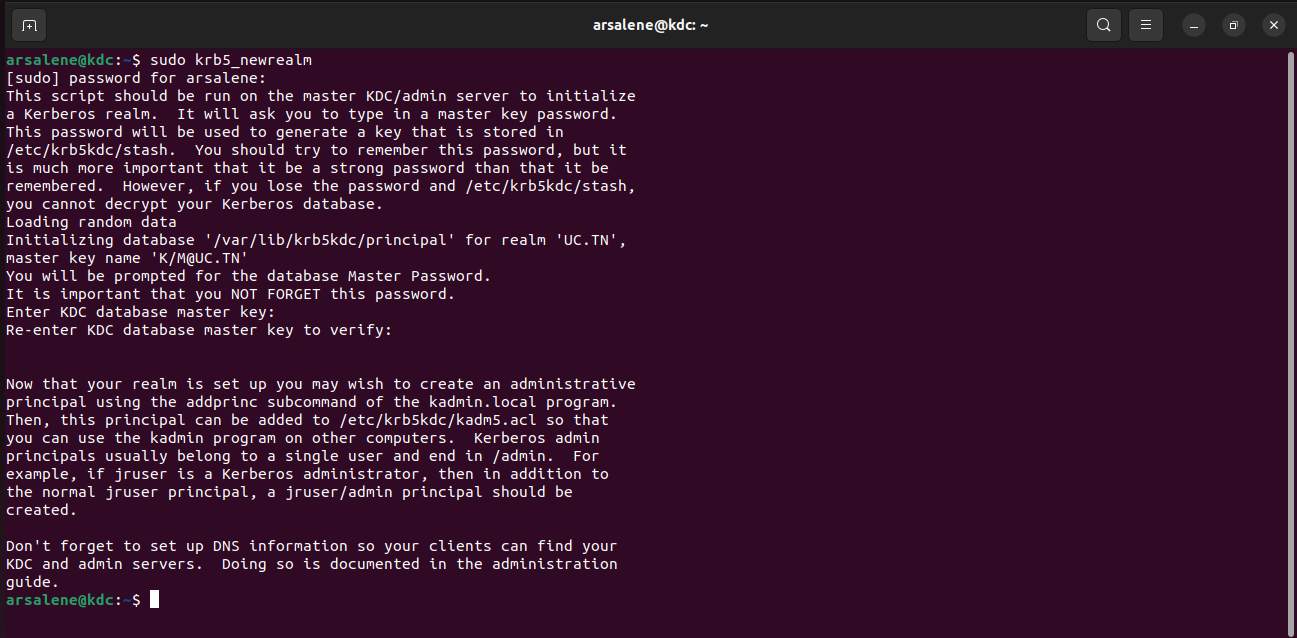 arsalene@kdc: ~
arsalene@kdc:~$ sudo krb5_newrealm
[sudo] password for arsalene:
This script should be run on the master KDC/admin server to initialize
a Kerberos realm.  It will ask you to type in a master key password.
This password will be used to generate a key that is stored in
/etc/krb5kdc/stash.  You should try to remember this password, but it
is much more important that it be a strong password than that it be
remembered.  However, if you lose the password and /etc/krb5kdc/stash,
you cannot decrypt your Kerberos database.
Loading random data
Initializing database '/var/lib/krb5kdc/principal' for realm 'UC.TN',
master key name 'K/M@UC.TN'
You will be prompted for the database Master Password.
It is important that you NOT FORGET this password.
Enter KDC database master key:
Re-enter KDC database master key to verify:
Now that your realm is set up you may wish to create an administrative
principal using the addprinc subcommand of the kadmin.local program.
Then, this principal can be added to /etc/krb5kdc/kadm5.acl so that
you can use the kadmin program on other computers.  Kerberos admin
principals usually belong to a single user and end in /admin.  For
example, if jruser is a Kerberos administrator, then in addition to
the normal jruser principal, a jruser/admin principal should be
created.
Don't forget to set up DNS information so your clients can find your
KDC and admin servers.  Doing so is documented in the administration
guide.
arsalene@kdc:~$